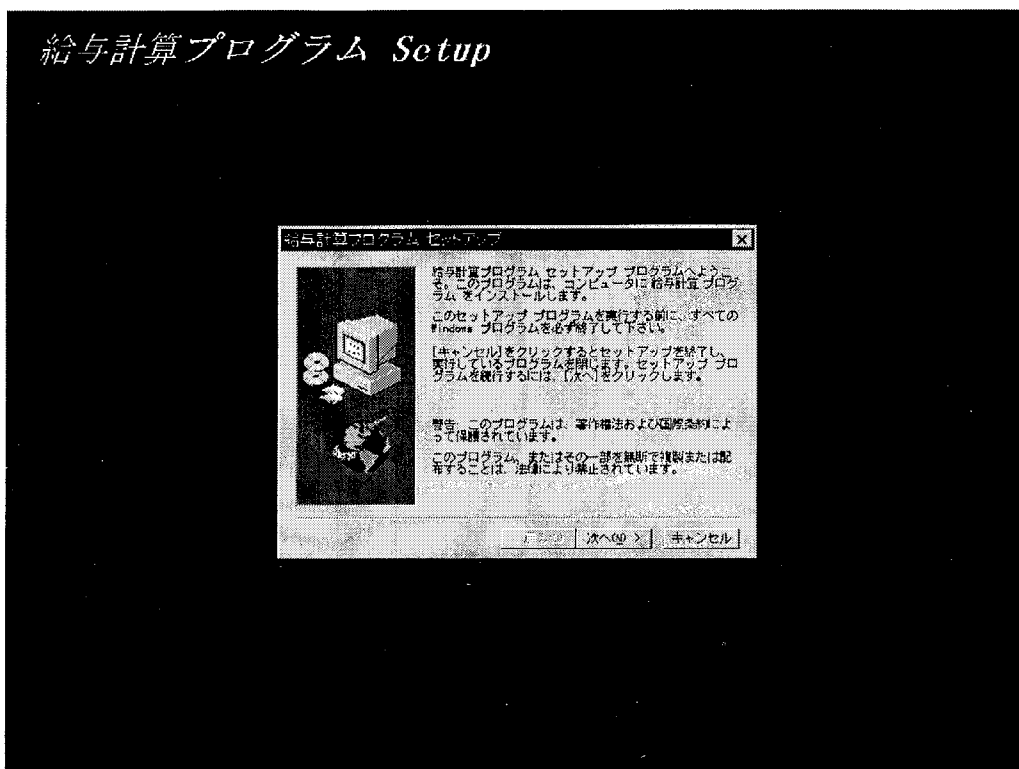 給与計算プログラム Setup
給与計算プログラム セットアップ
給与計算プログラム セットアップ プログラムへようこ
そ。このプログラムは、コンピュータに 給与計算 プログ
ラム をインストールします。
このセットアップ プログラムを実行する前に、すべての
Windows プログラムを必ず終了して下さい。
[キャンセル]をクリックするとセットアップを終了し、
実行しているプログラムを閉じます。セットアップ プロ
グラムを続行するには、[次へ]をクリックします。
警告 このプログラムは、著作権法および国際条約によ
って保護されています。
このプログラム、またはその一部を無断で複製または配
布することは、法律により禁止されています。
次へ(N) > キャンセル